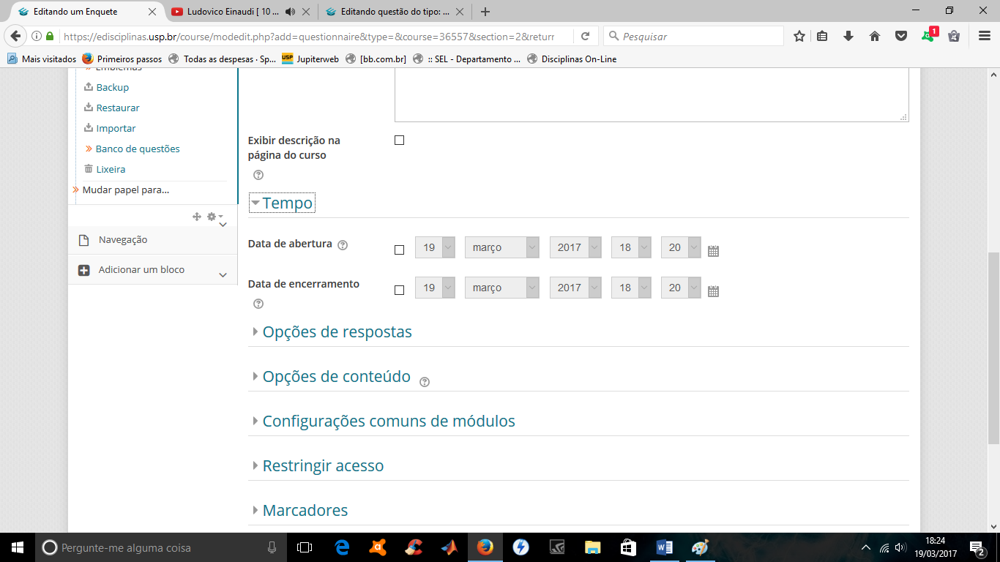 Editando um Enquete
Ludovico Einaudi [ 10 ...
Editando questão do tipo: ...
https://edisciplinas.usp.br/course/modedit.php?add=questionnaire&type=&course=36557&section=2&return
Pesquisar
1
Mais visitados
Primeiros passos
Todas as despesas · Sp...
USP
Jupiterweb
[bb.com.br]
:: SEL - Departamento ...
Disciplinas On-Line
Emblemas
Backup
Restaurar
Importar
Banco de questões
Lixeira
Mudar papel para...
Navegação
Adicionar um bloco
Exibir descrição na
página do curso
Tempo
Data de abertura
19 março 2017 18 20
Data de encerramento
19 março 2017 18 20
Opções de respostas
Opções de conteúdo
Configurações comuns de módulos
Restringir acesso
Marcadores
Pergunte-me alguma coisa
18:24
19/03/2017
2